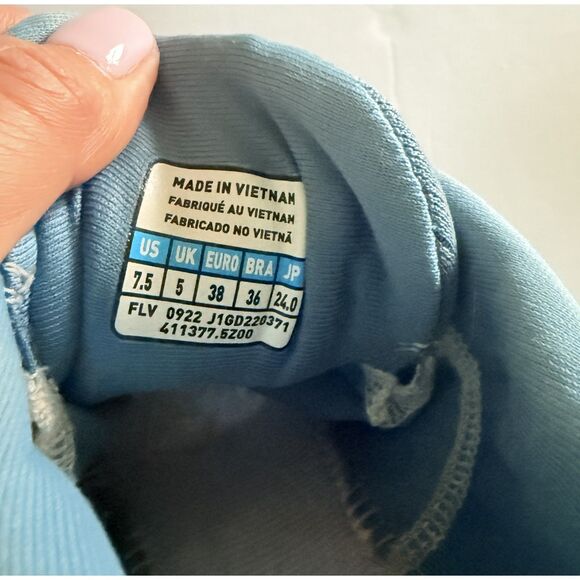 MADE IN VIETNAM
FABRIQUÉ AU VIETNAM
FABRICADO NO VIETNÃ
US UK EURO BRA JP
7.5 5 38 36 24.0
FLV 0922 J1GD220371
411377.5Z00